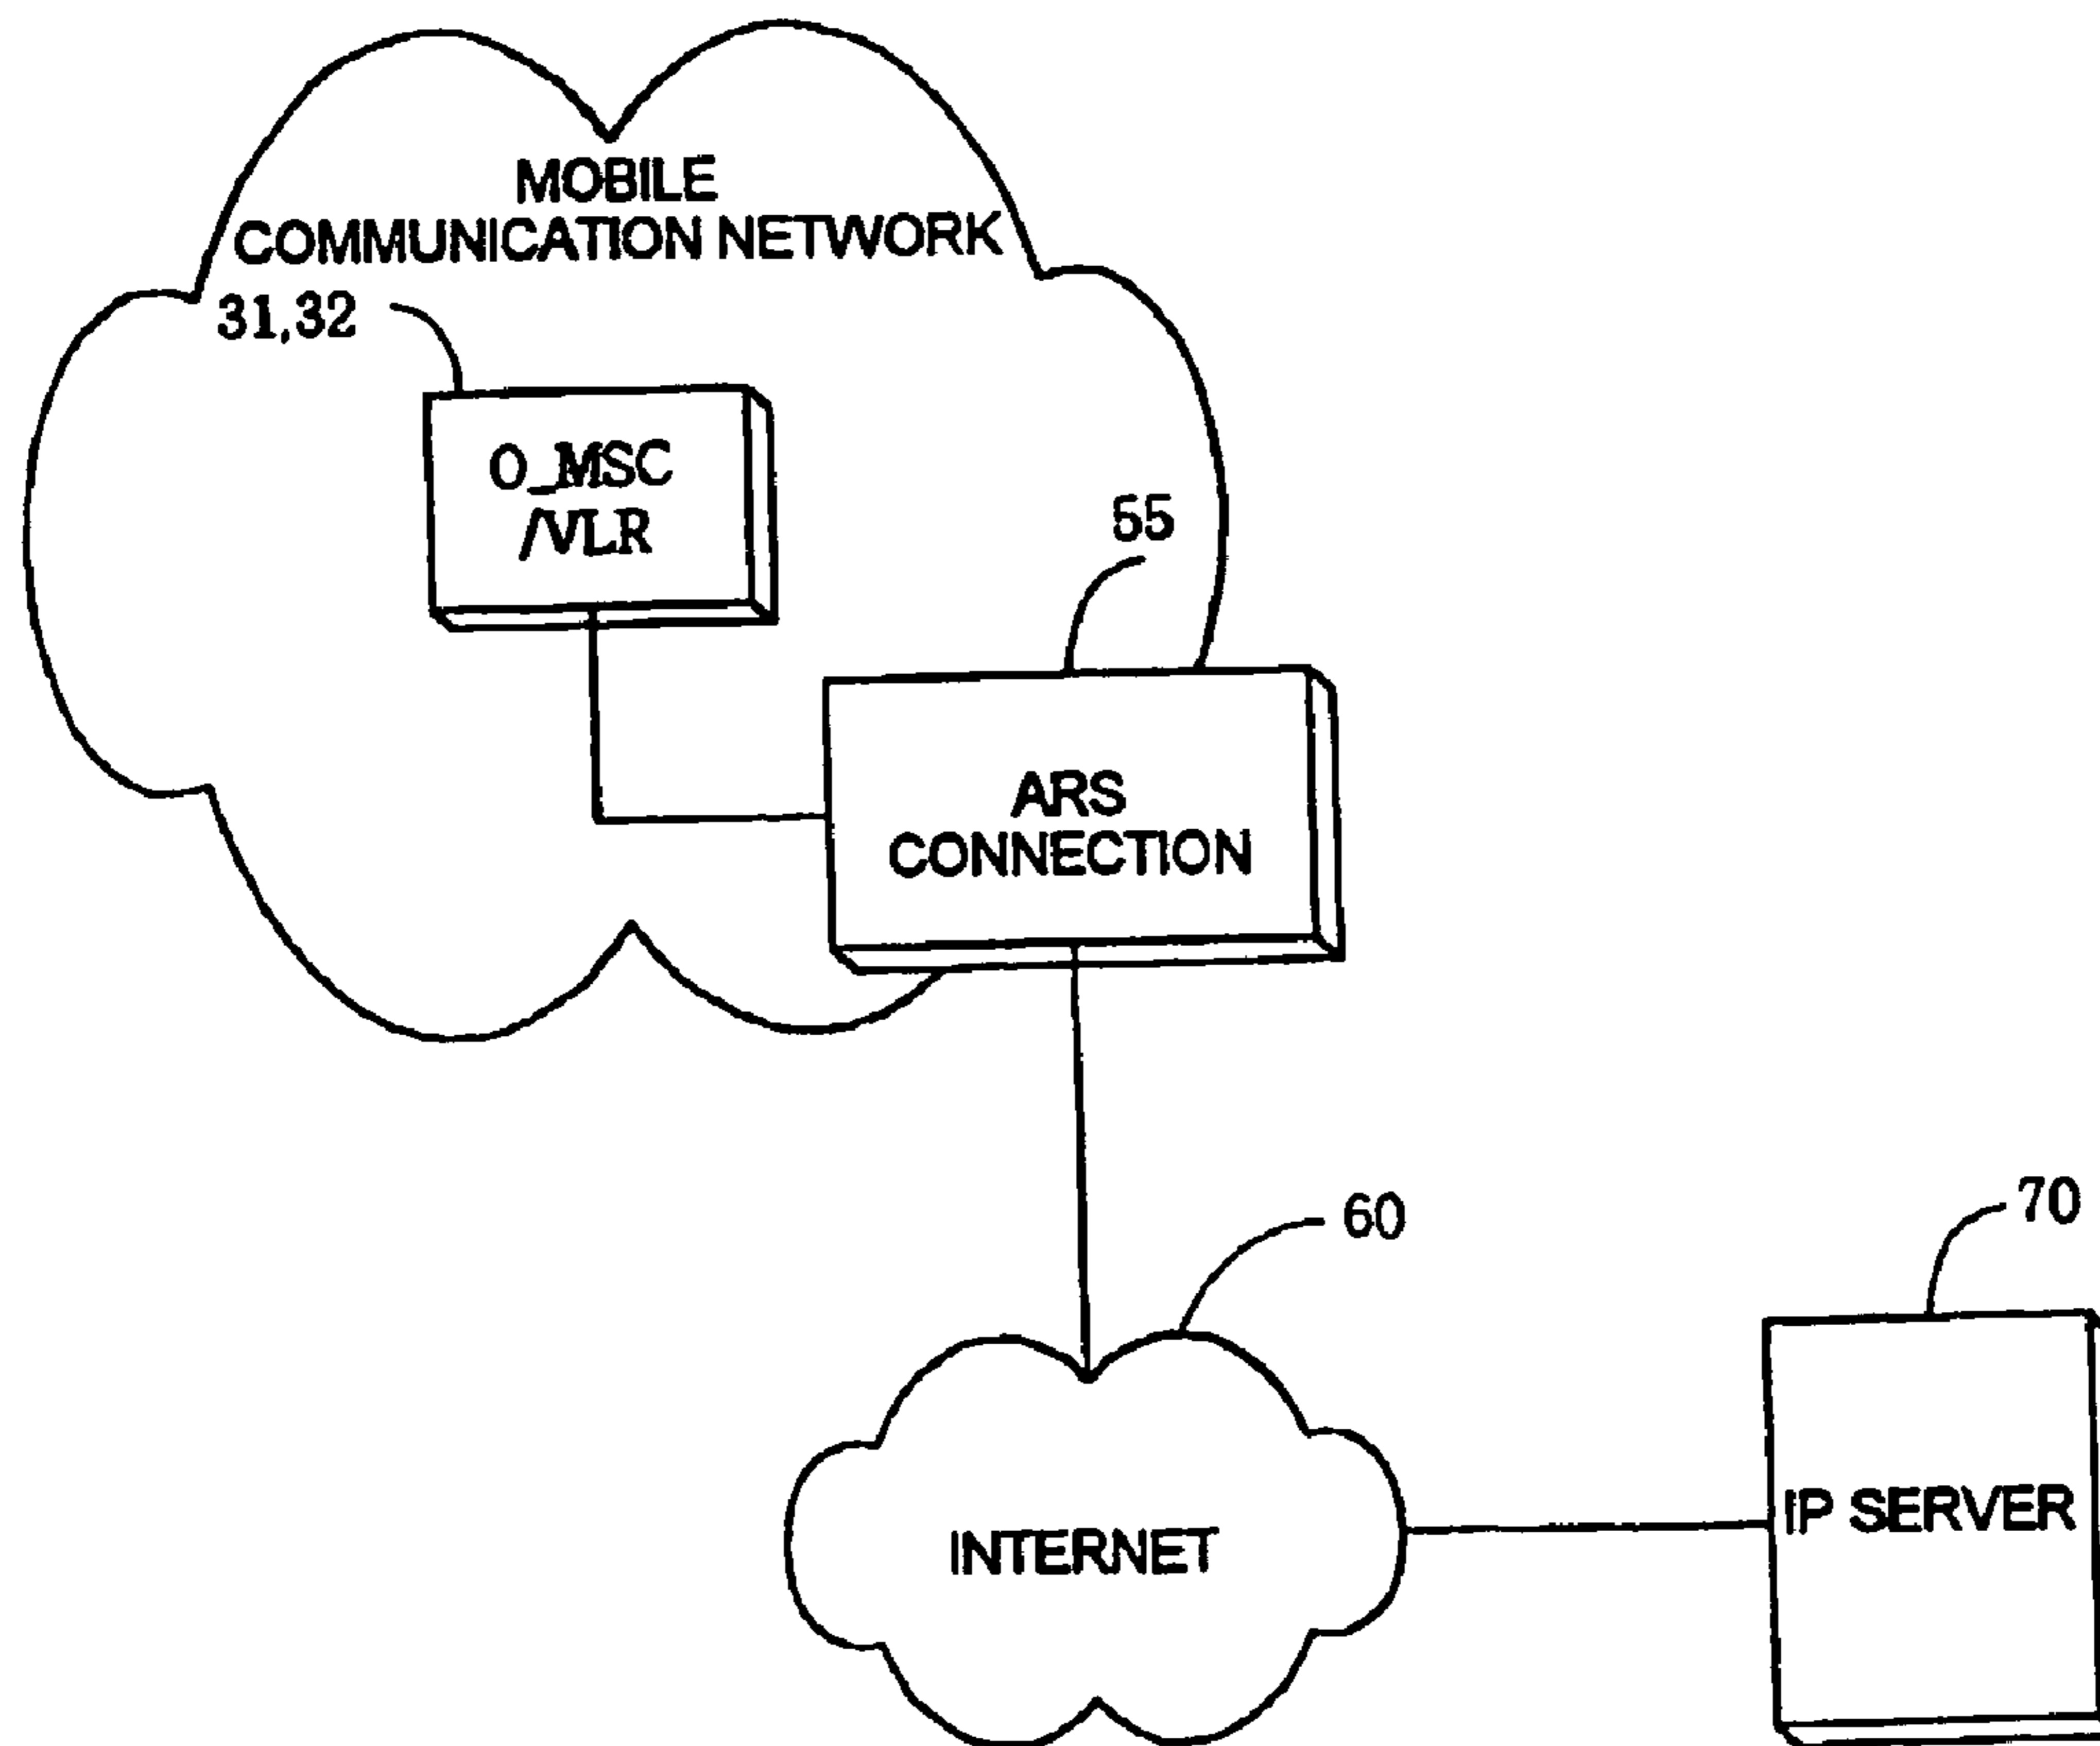 MOBILE
COMMUNICATION NETWORK
31,32
O_MSC
/VLR
55
ARS
CONNECTION
60
70
INTERNET
IP SERVER